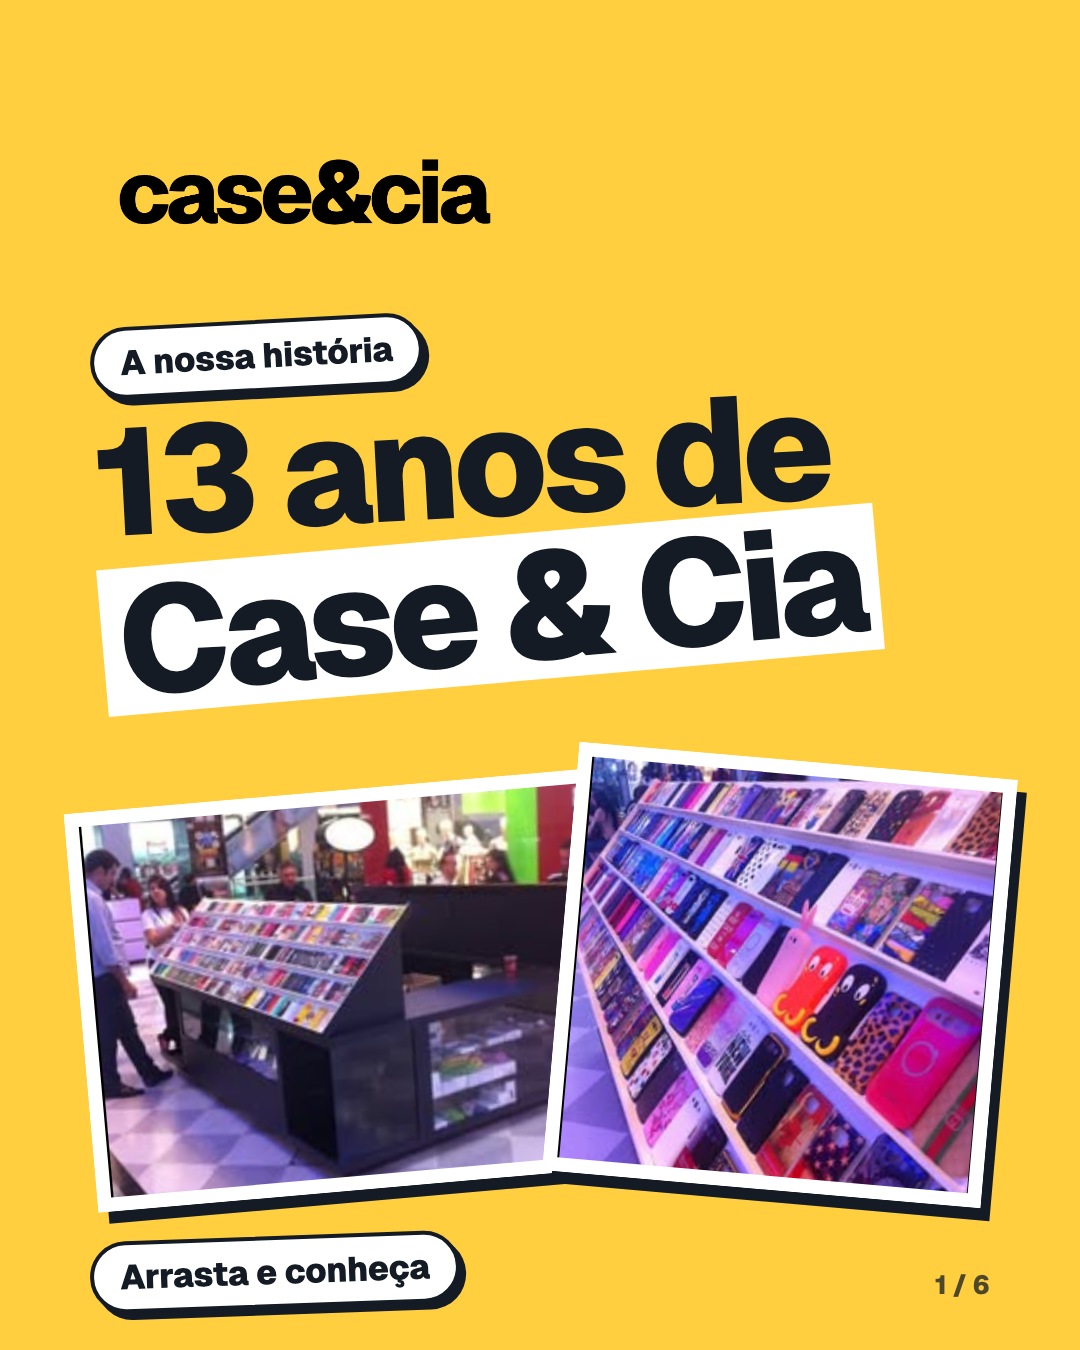 case&cia
A nossa história
13 anos de
Case & Cia
Arrasta e conheça
1 / 6